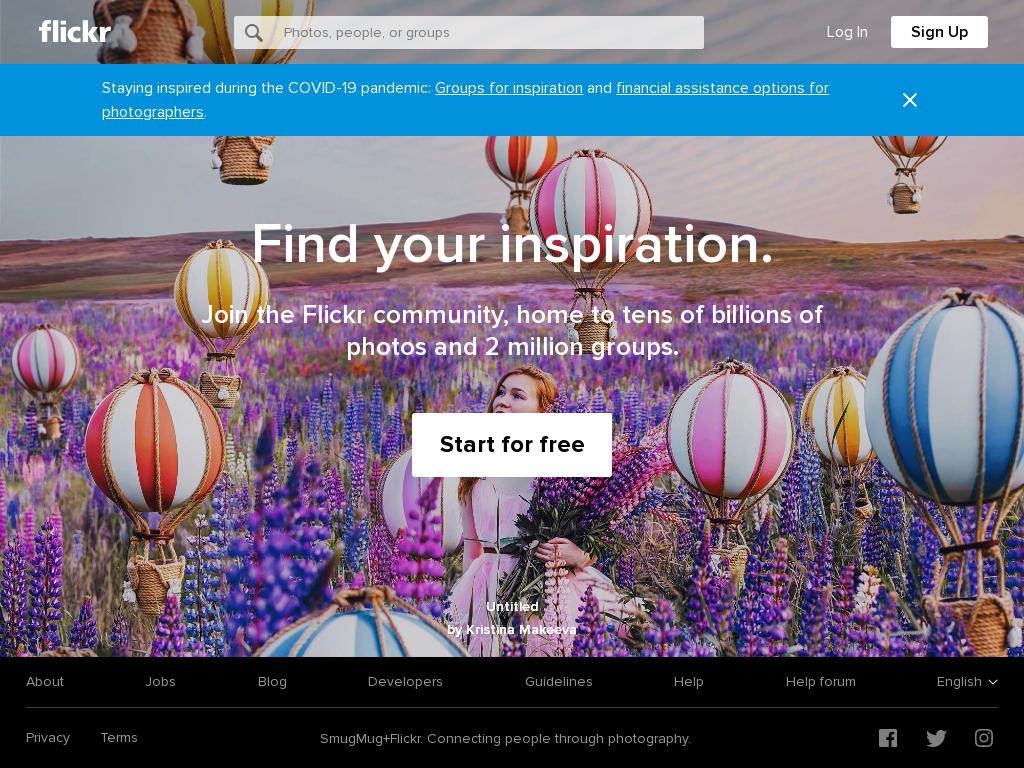 flickr
Photos, people, or groups
Log In
Sign Up
Staying inspired during the COVID-19 pandemic: Groups for inspiration and financial assistance options for
photographers.
Find your inspiration.
Join the Flickr community, home to tens of billions of
photos and 2 million groups.
Start for free
Untitled
by Kristina Makeeva
About
Jobs
Blog
Developers
Guidelines
Help
Help forum
English
Privacy
Terms
SmugMug+Flickr. Connecting people through photography.